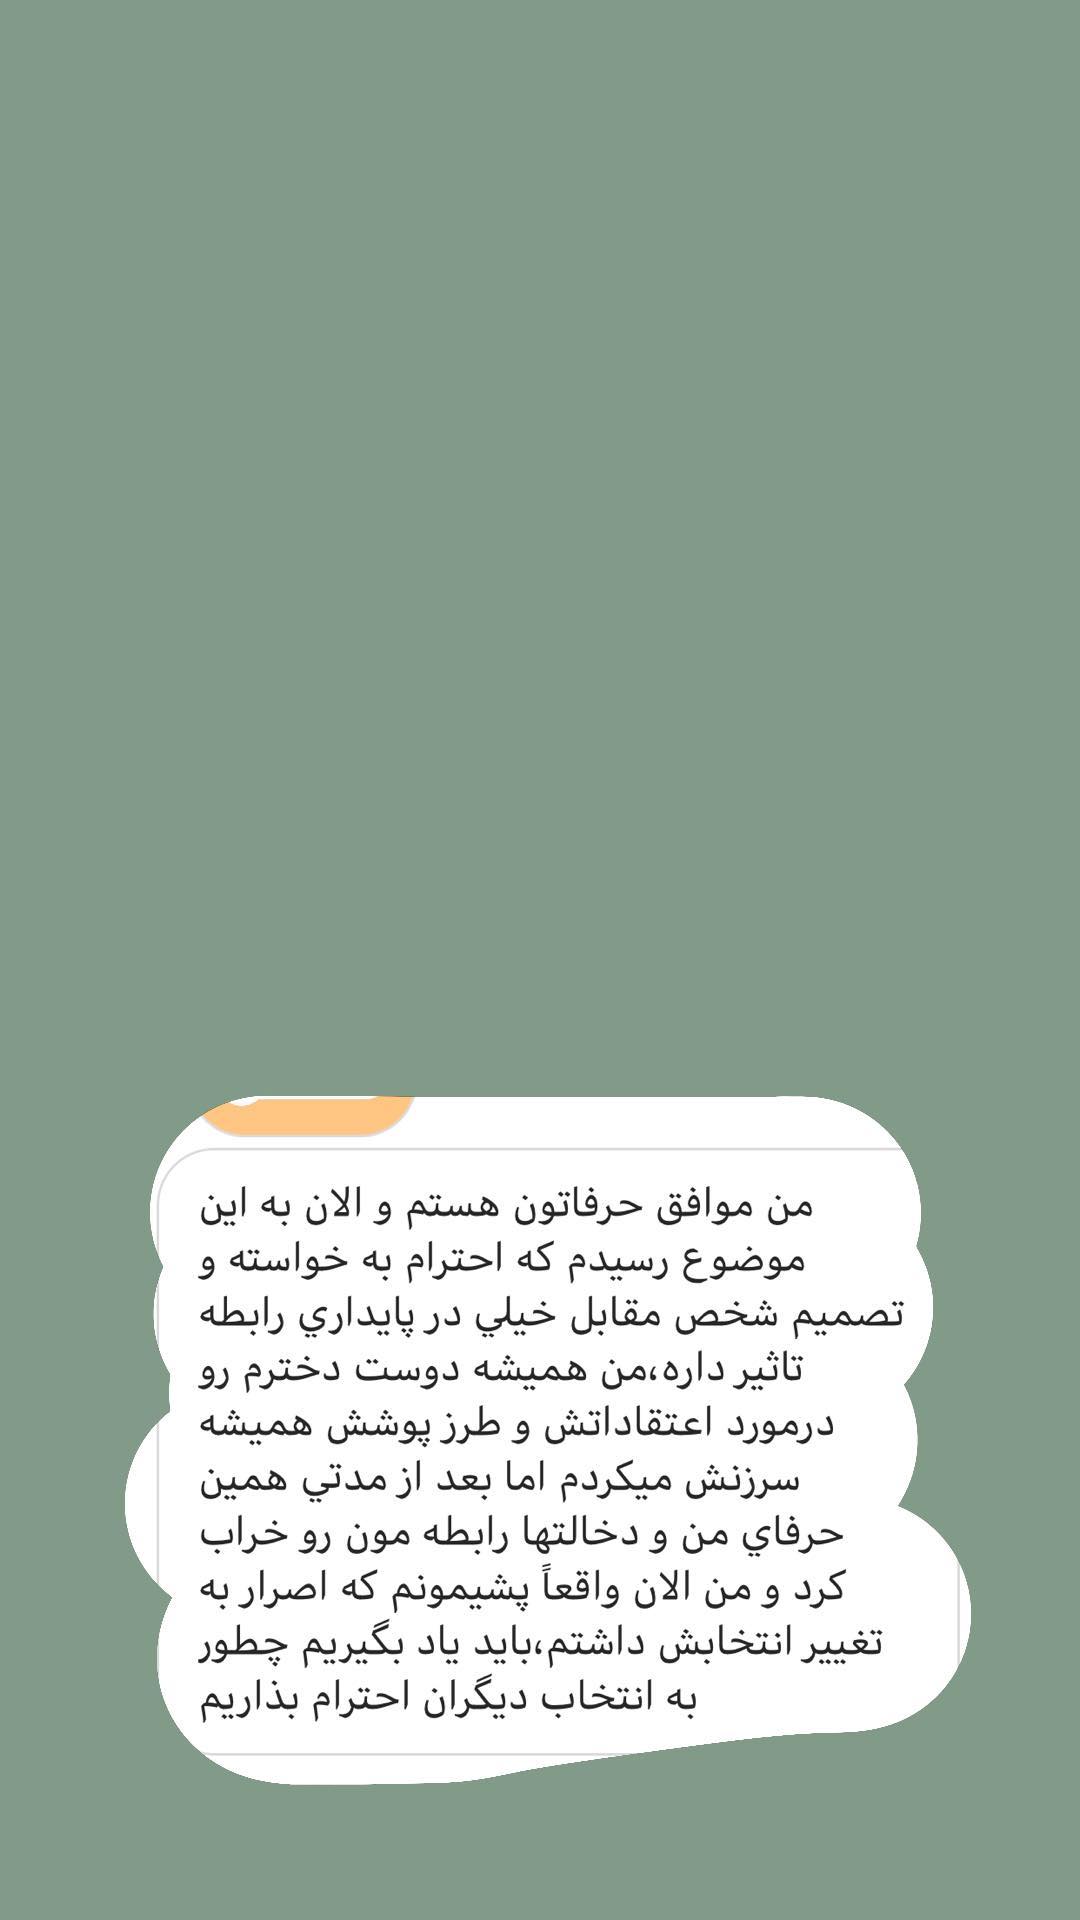 من موافق حرفاتون هستم و الان به این
موضوع رسیدم که احترام به خواسته و
تصمیم شخص مقابل خیلي در پایداري رابطه
تاثیر داره،من همیشه دوست دخترم رو
درمورد اعتقاداتش و طرز پوشش همیشه
سرزنش میکردم اما بعد از مدتي همین
حرفاي من و دخالتها رابطه مون رو خراب
کرد و من الان واقعاً پشیمونم که اصرار به
تغییر انتخابش داشتم،باید یاد بگیریم چطور
به انتخاب دیگران احترام بذاریم